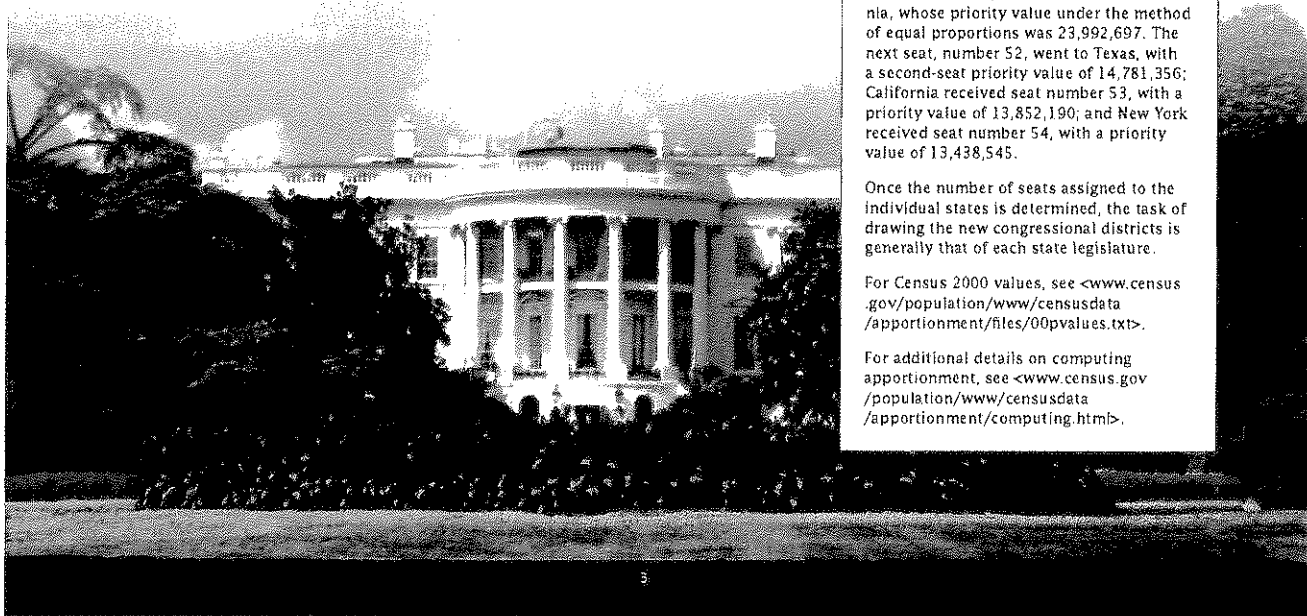 nia, whose priority value under the method
of equal proportions was 23,992,697. The
next seat, number 52, went to Texas, with
a second-seat priority value of 14,781,356;
California received seat number 53, with a
priority value of 13,852,190; and New York
received seat number 54, with a priority
value of 13,438,545.
Once the number of seats assigned to the
individual states is determined, the task of
drawing the new congressional districts is
generally that of each state legislature.
For Census 2000 values, see <www.census
.gov/population/www/censusdata
/apportionment/files/00pvalues.txt>.
For additional details on computing
apportionment, see <www.census.gov
/population/www/censusdata
/apportionment/computing.html>.